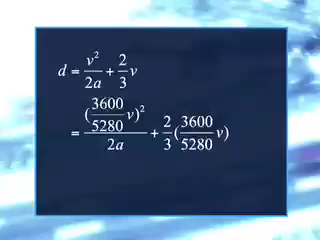 d = v²/2a + 2/3 v
= (3600/5280 v)²/2a + 2/3 (3600/5280 v)